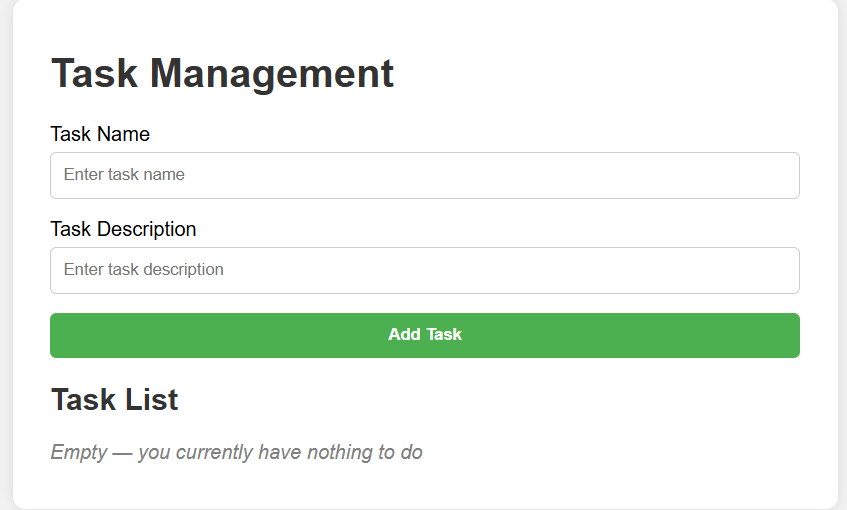 Task Management
Task Name
Enter task name
Task Description
Enter task description
Add Task
Task List
Empty — you currently have nothing to do